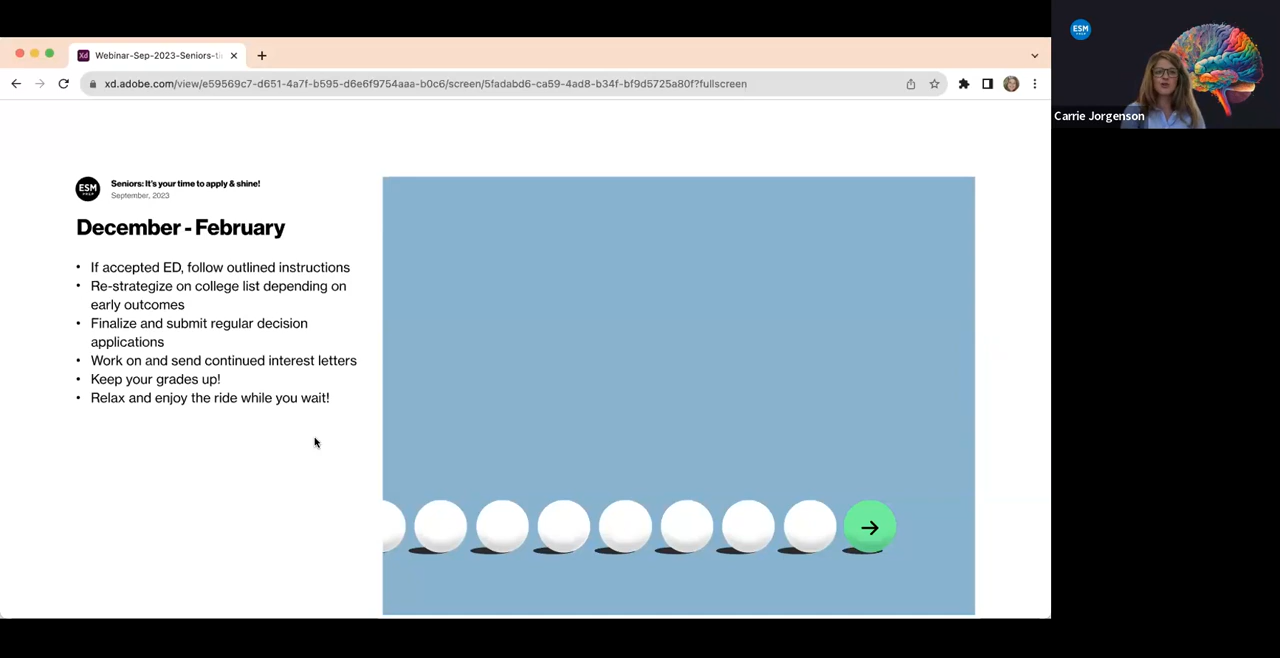 Webinar-Sep-2023-Seniors-ti
xd.adobe.com/view/e59569c7-d651-4a7f-b595-d6e6f9754aaa-b0c6/screen/5fadabd6-ca59-4ad8-b34f-bf9d5725a80f?fullscreen
ESM
Carrie Jorgenson
ESM
PREP
Seniors: It's your time to apply & shine!
September, 2023
December - February
• If accepted ED, follow outlined instructions
• Re-strategize on college list depending on
early outcomes
• Finalize and submit regular decision
applications
• Work on and send continued interest letters
• Keep your grades up!
• Relax and enjoy the ride while you wait!